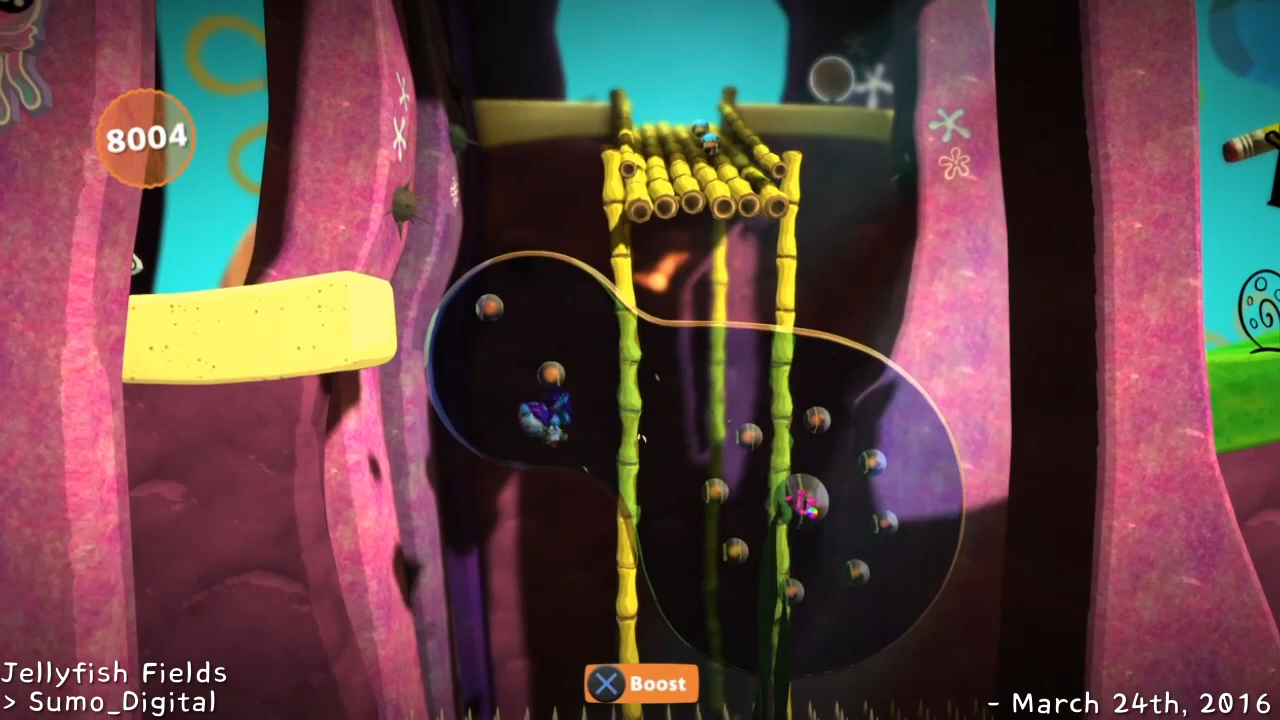 8004
Boost
Jellyfish Fields
> Sumo_Digital
- March 24th, 2016